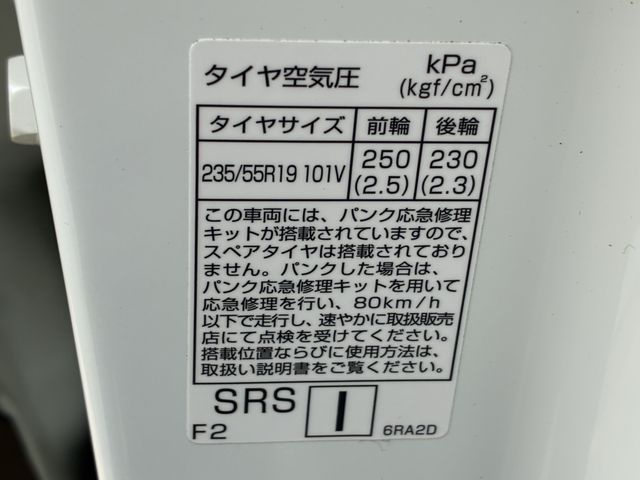 タイヤ空気圧 kPa
(kgf/cm²)
タイヤサイズ 前輪 後輪
235/55R19 101V 250 230
(2.5) (2.3)
この車両には、パンク応急修理
キットが搭載されていますので、
スペアタイヤは搭載されており
ません。パンクした場合は、
パンク応急修理キットを用いて
応急修理を行い、80km/h
以下で走行し、速やかに取扱販売
店にて点検を受けてください。
搭載位置ならびに使用方法は、
取扱い説明書をご覧ください。
SRS I
F2 6RA2D